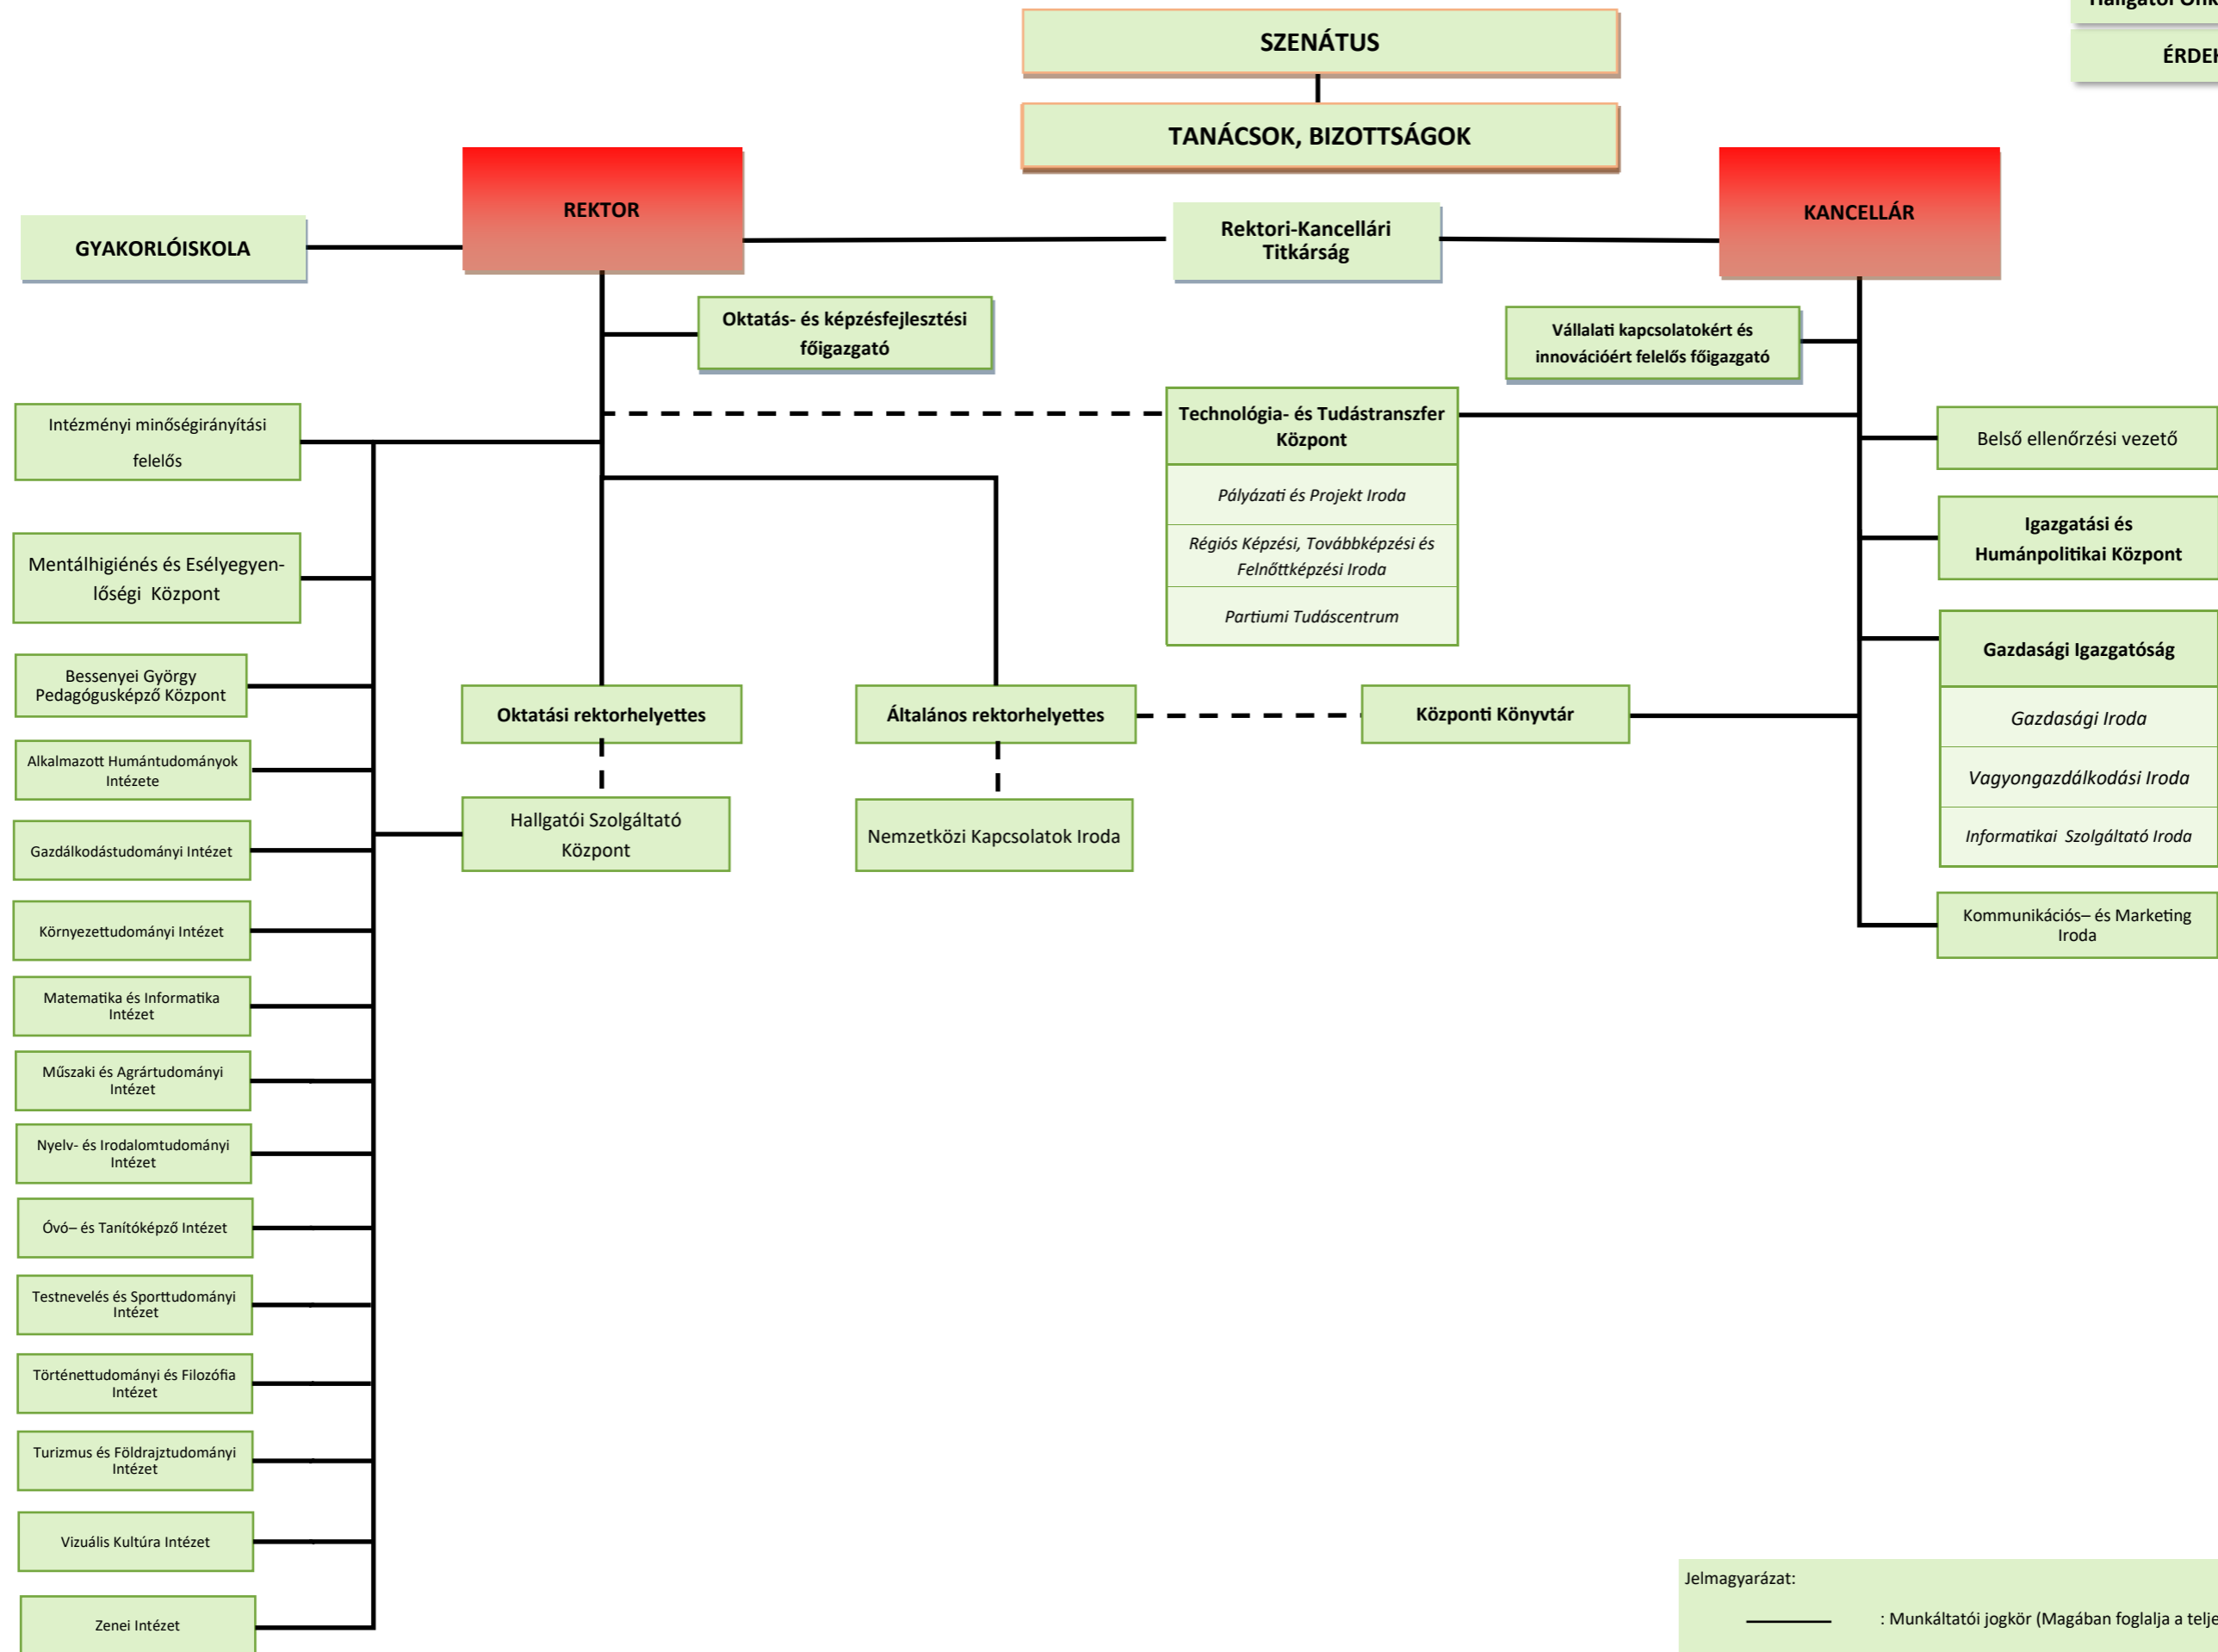 SZENÁTUS
TANÁCSOK, BIZOTTSÁGOK
REKTOR
KANCELLÁR
GYAKORLÓISKOLA
Rektori-Kancellári
Titkárság
Oktatás- és képzésfejlesztési
főigazgató
Vállalati kapcsolatokért és
innovációért felelős főigazgató
Intézményi minőségirányítási
felelős
Technológia- és Tudástranszfer
Központ
Pályázati és Projekt Iroda
Régiós Képzési, Továbbképzési és
Felnőttképzési Iroda
Partiumi Tudáscentrum
Belső ellenőrzési vezető
Igazgatási és
Humánpolitikai Központ
Gazdasági Igazgatóság
Gazdasági Iroda
Vagyongazdálkodási Iroda
Informatikai Szolgáltató Iroda
Kommunikációs– és Marketing
Iroda
Mentálhigiénés és Esélyegyen-
lőségi Központ
Bessenyei György
Pedagógusképző Központ
Oktatási rektorhelyettes
Általános rektorhelyettes
Központi Könyvtár
Alkalmazott Humántudományok
Intézete
Hallgatói Szolgáltató
Központ
Nemzetközi Kapcsolatok Iroda
Gazdálkodástudományi Intézet
Környezettudományi Intézet
Matematika és Informatika
Intézet
Műszaki és Agrártudományi
Intézet
Nyelv- és Irodalomtudományi
Intézet
Óvó– és Tanítóképző Intézet
Testnevelés és Sporttudományi
Intézet
Történettudományi és Filozófia
Intézet
Turizmus és Földrajztudományi
Intézet
Vizuális Kultúra Intézet
Zenei Intézet
Jelmagyarázat:
: Munkáltatói jogkör (Magában foglalja a